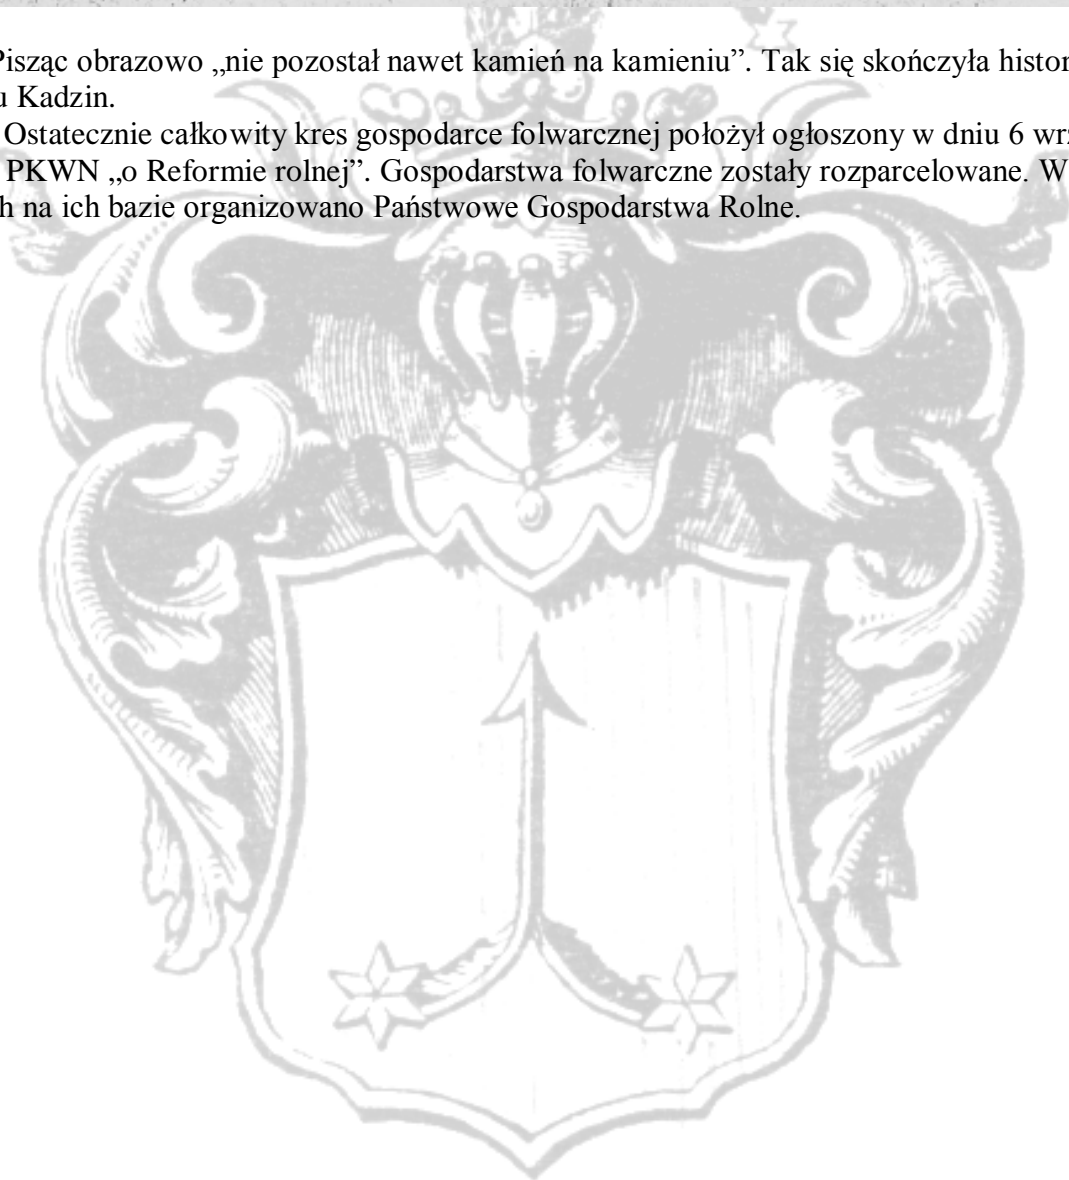 Pisząc obrazowo „nie pozostał nawet kamień na kamieniu”. Tak się skończyła histor
u Kadzin.
Ostatecznie całkowity kres gospodarce folwarcznej położył ogłoszony w dniu 6 wrz
PKWN „o Reformie rolnej”. Gospodarstwa folwarczne zostały rozparcelowane. W
h na ich bazie organizowano Państwowe Gospodarstwa Rolne.